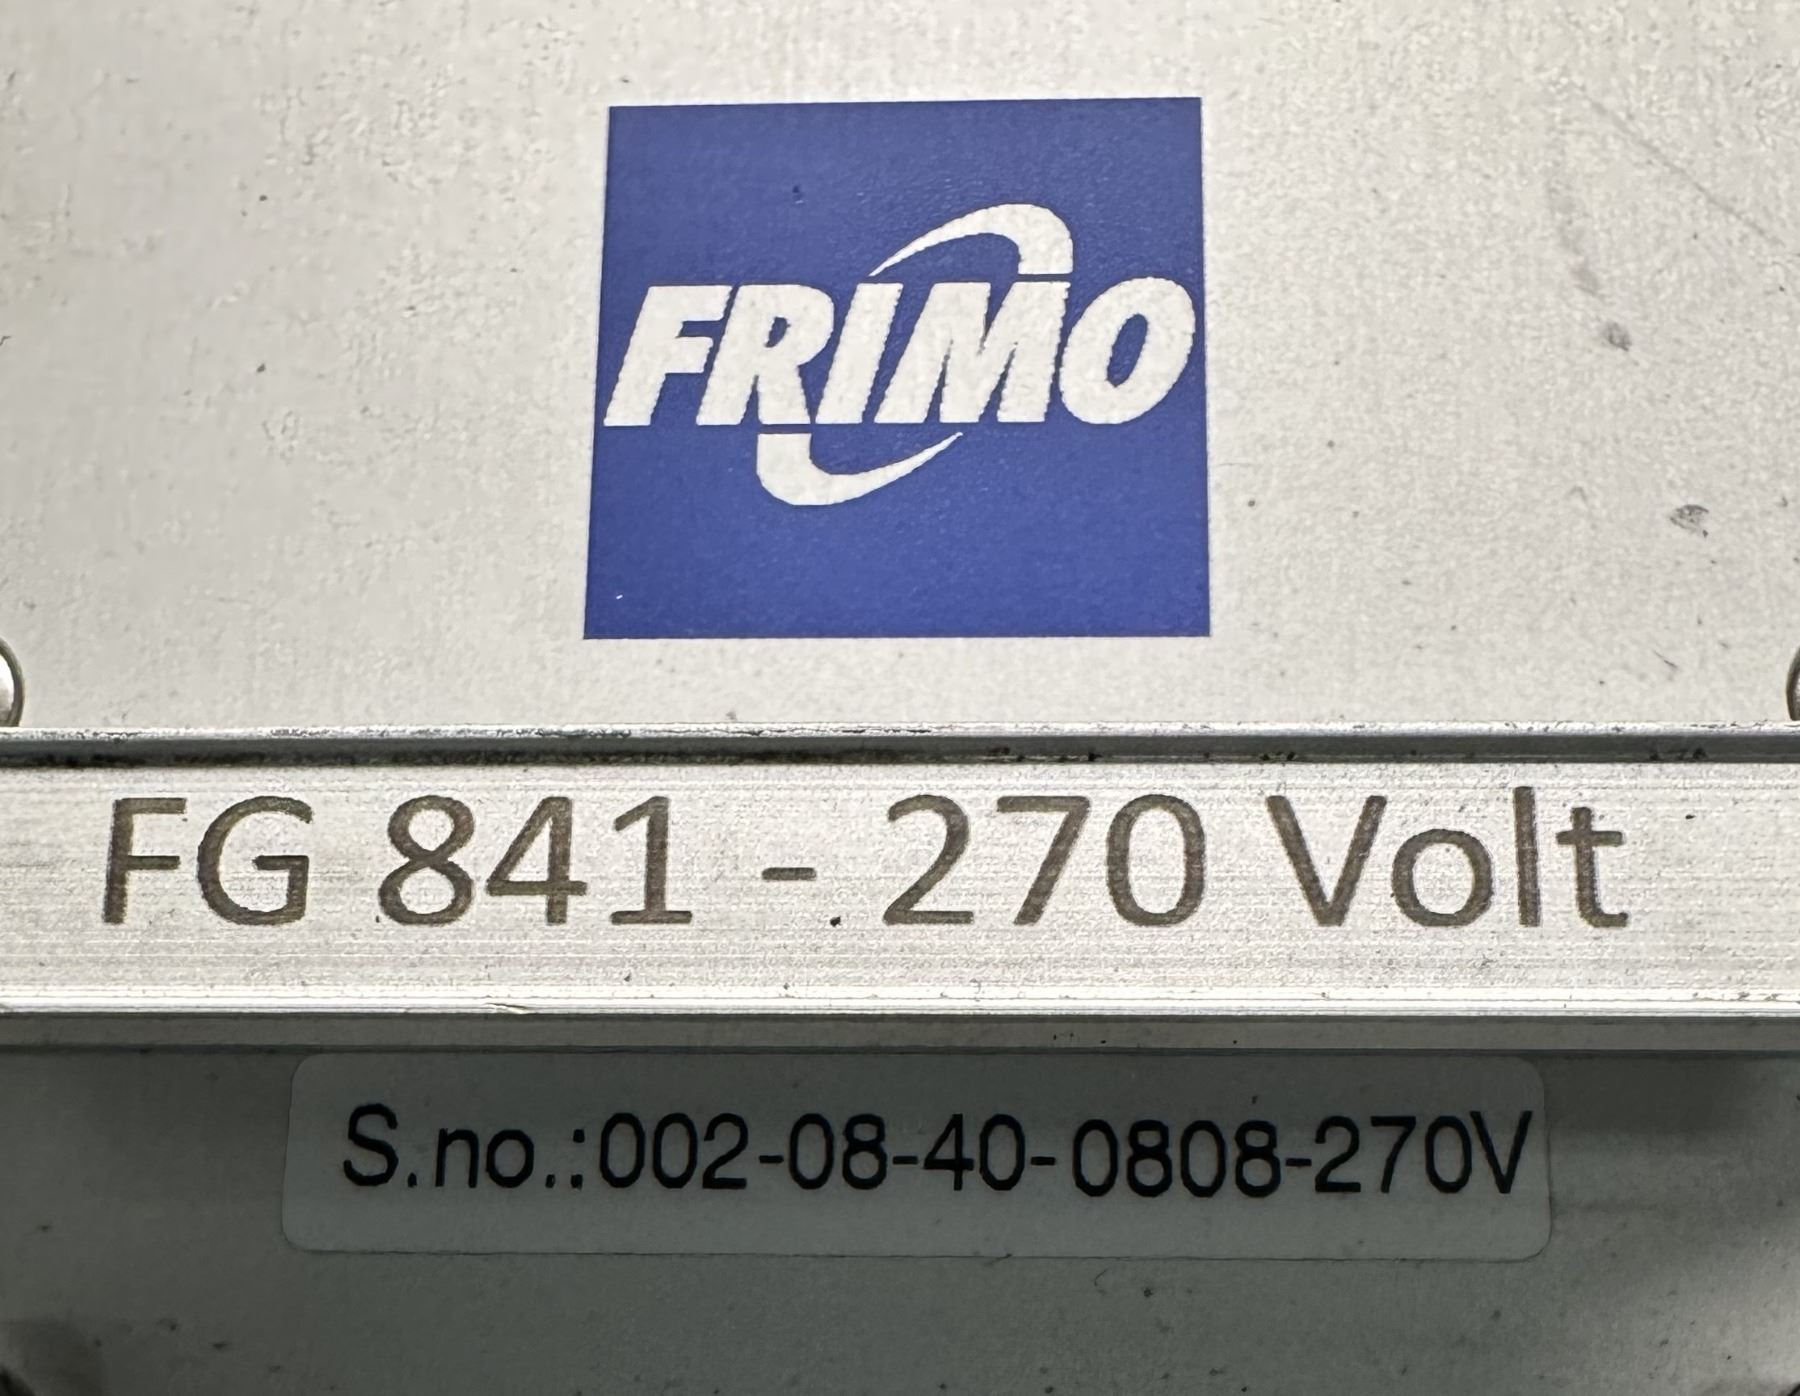 FRIMO
FG 841 - 270 Volt
S.no.:002-08-40-0808-270V